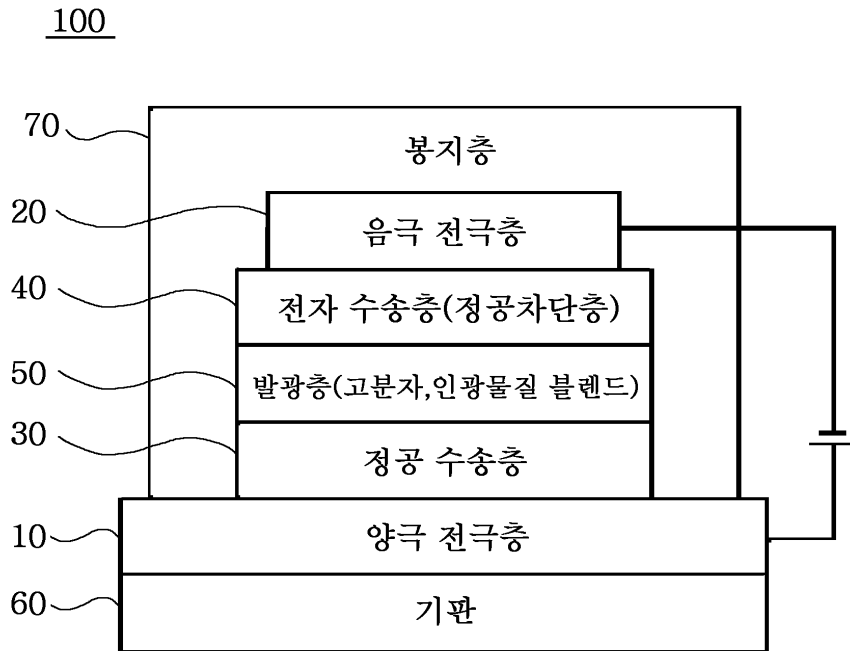 100
70
봉지층
20
음극 전극층
40
전자 수송층(정공차단층)
50
발광층(고분자,인광물질 블렌드)
30
정공 수송층
10
양극 전극층
60
기판